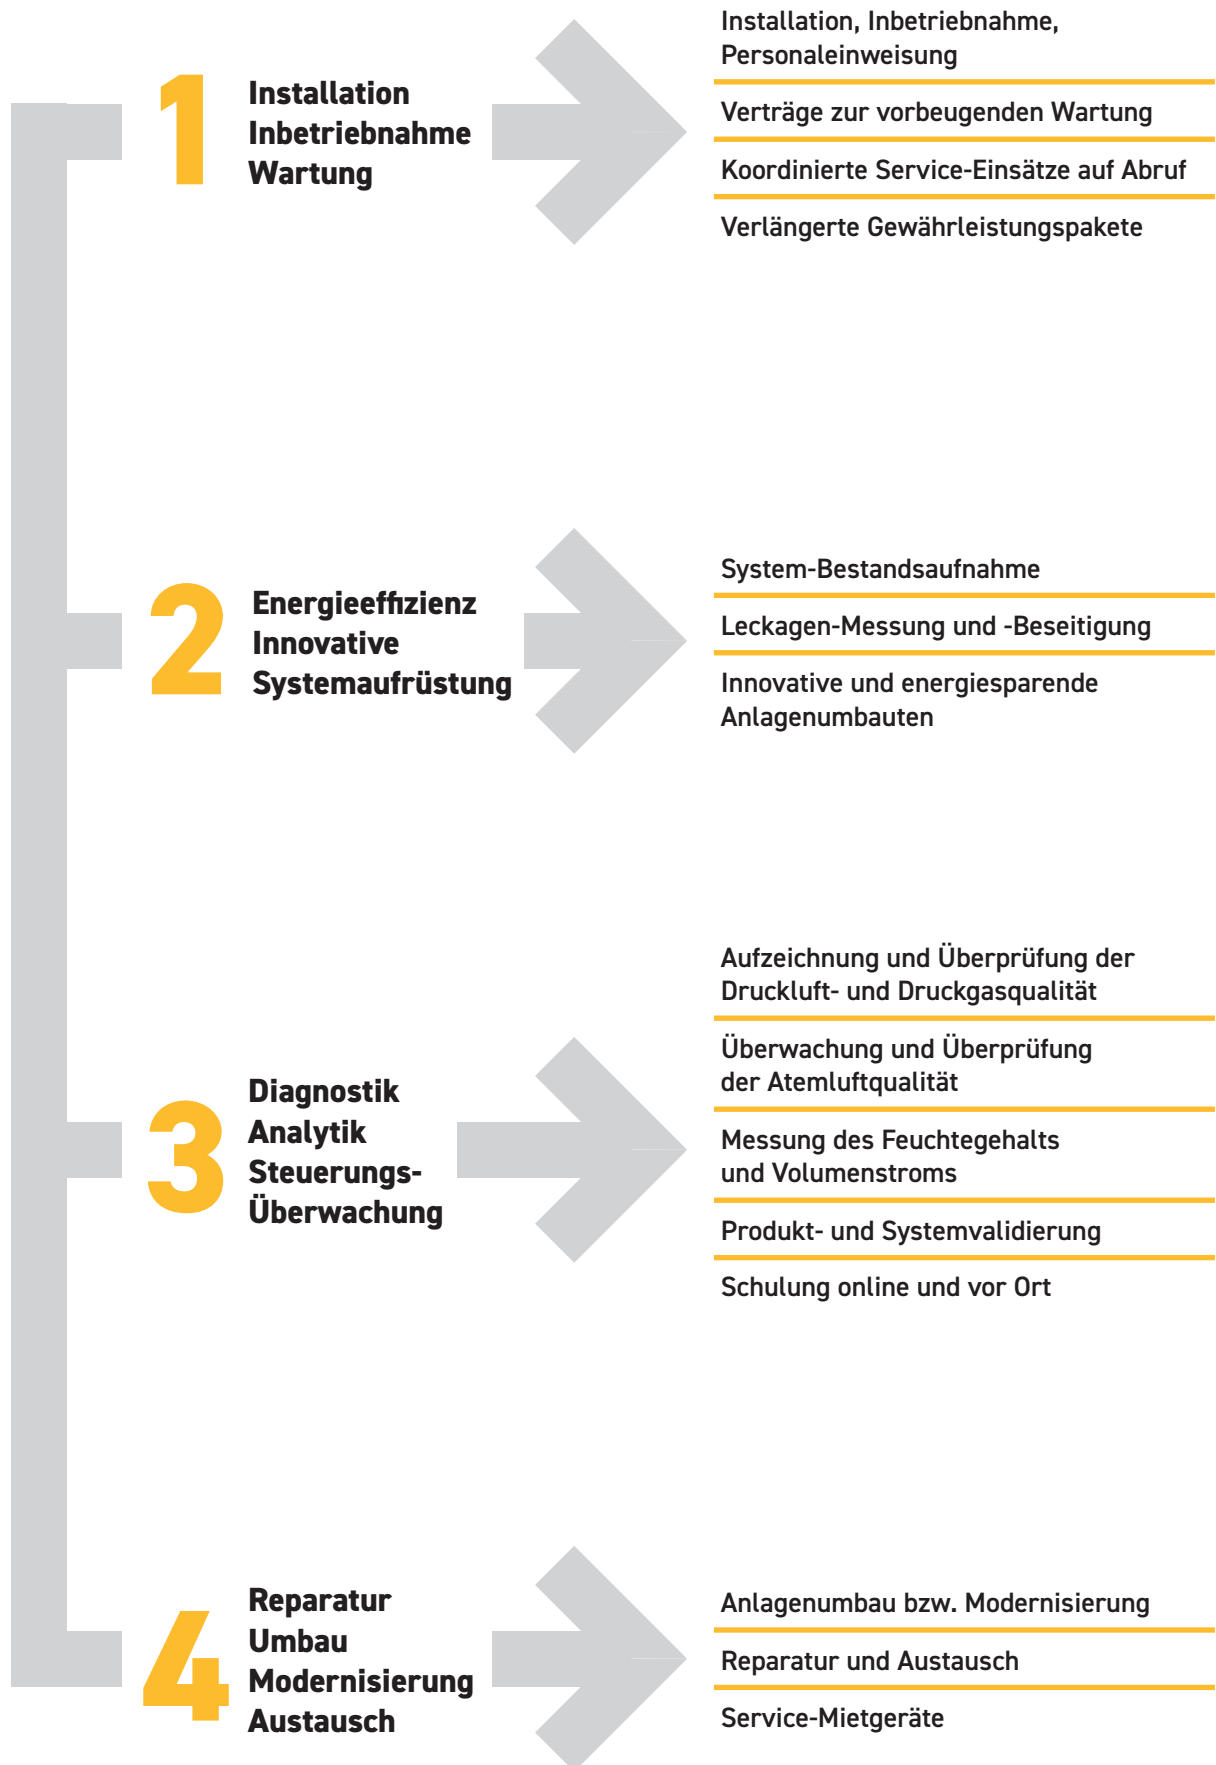 1
Installation
Inbetriebnahme
Wartung
Installation, Inbetriebnahme,
Personaleinweisung
Verträge zur vorbeugenden Wartung
Koordinierte Service-Einsätze auf Abruf
Verlängerte Gewährleistungspakete
2
Energieeffizienz
Innovative
Systemaufrüstung
System-Bestandsaufnahme
Leckagen-Messung und -Beseitigung
Innovative und energiesparende
Anlagenumbauten
3
Diagnostik
Analytik
Steuerungs-
Überwachung
Aufzeichnung und Überprüfung der
Druckluft- und Druckgasqualität
Überwachung und Überprüfung
der Atemluftqualität
Messung des Feuchtegehalts
und Volumenstroms
Produkt- und Systemvalidierung
Schulung online und vor Ort
4
Reparatur
Umbau
Modernisierung
Austausch
Anlagenumbau bzw. Modernisierung
Reparatur und Austausch
Service-Mietgeräte